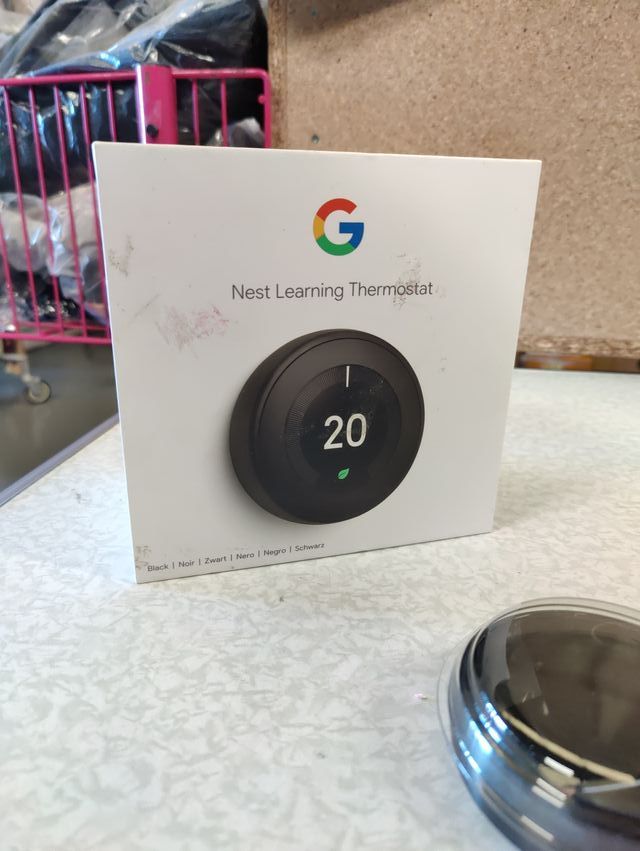 G
Nest Learning Thermostat
20
Black | Noir | Zwart | Nero | Negro | Schwarz